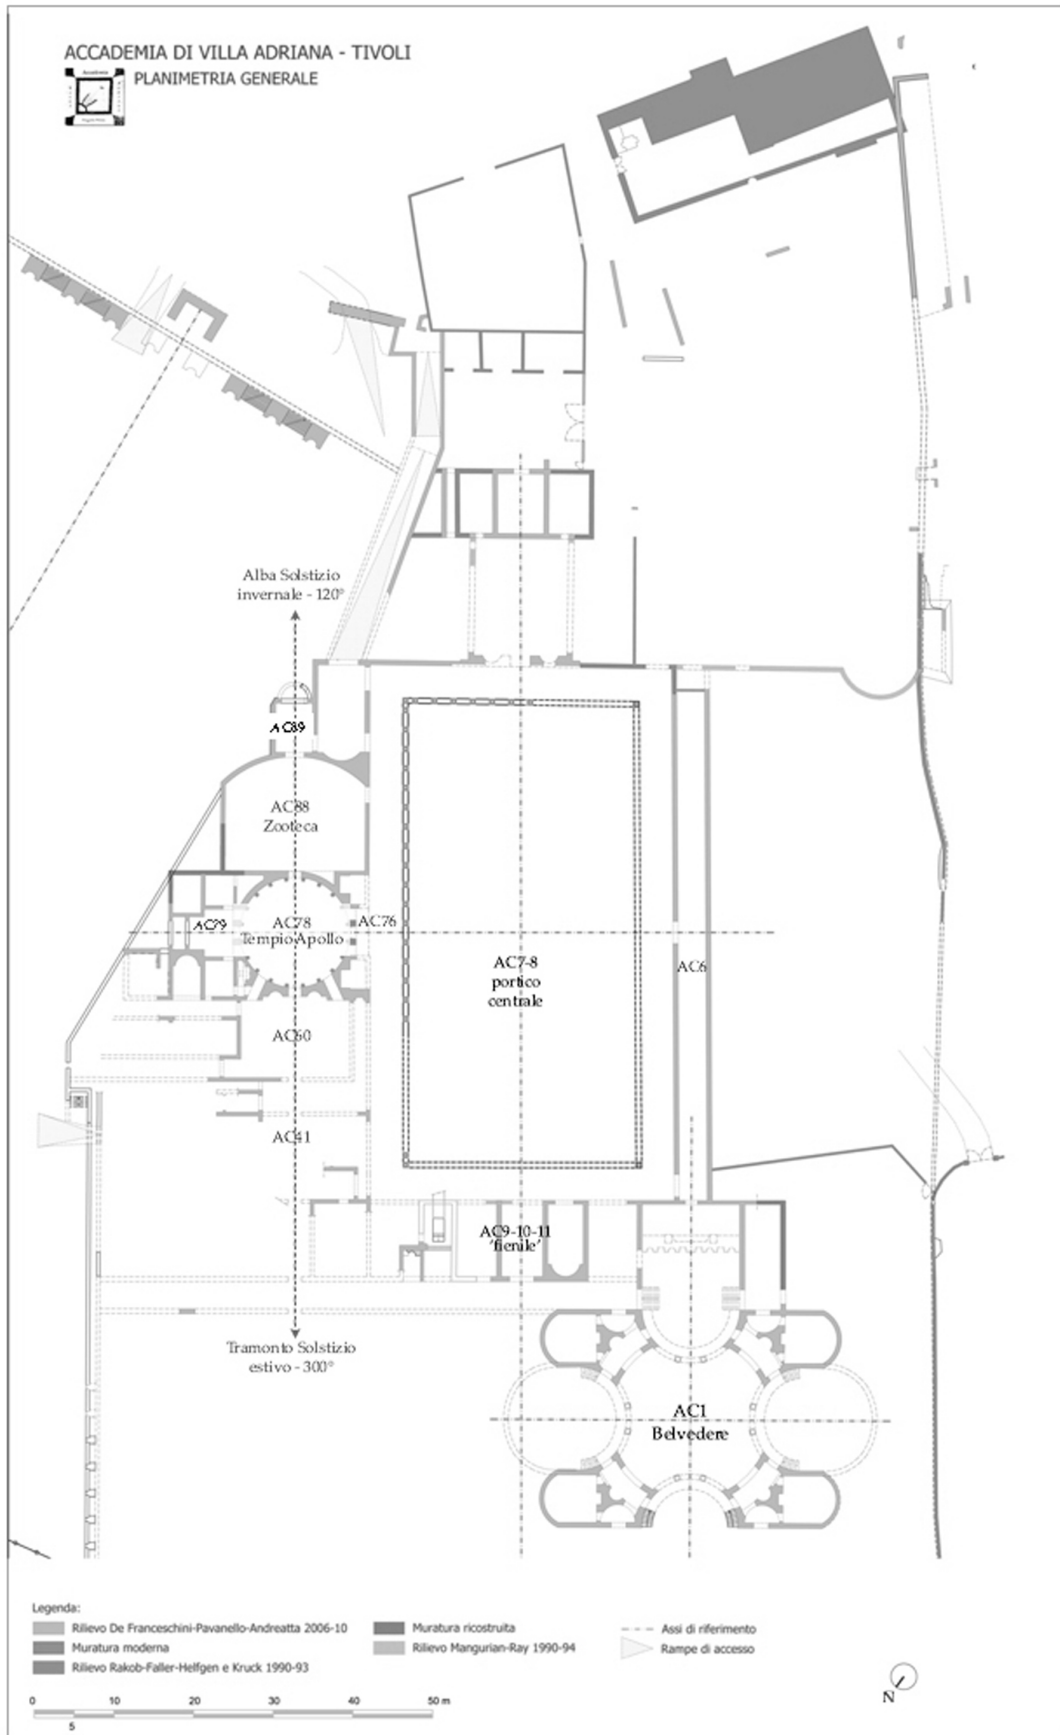 ACCADEMIA DI VILLA ADRIANA - TIVOLI
PLANIMETRIA GENERALE
Alba Solstizio
invernale - 120°
AC89
AC88
Zooteca
AC79
AC78
Tempio Apollo
AC76
AC7-8
portico
centrale
AC6
AC60
AC41
AC9-10-11
'fienile'
Tramonto Solstizio
estivo - 300°
AC1
Belvedere
Legenda:
Rilievo De Franceschini-Pavanello-Andreatta 2006-10
Muratura moderna
Rilievo Rakob-Faller-Helfgen e Kruck 1990-93
Muratura ricostruita
Rilievo Mangurian-Ray 1990-94
Assi di riferimento
Rampe di accesso
0 10 20 30 40 50 m
5
N